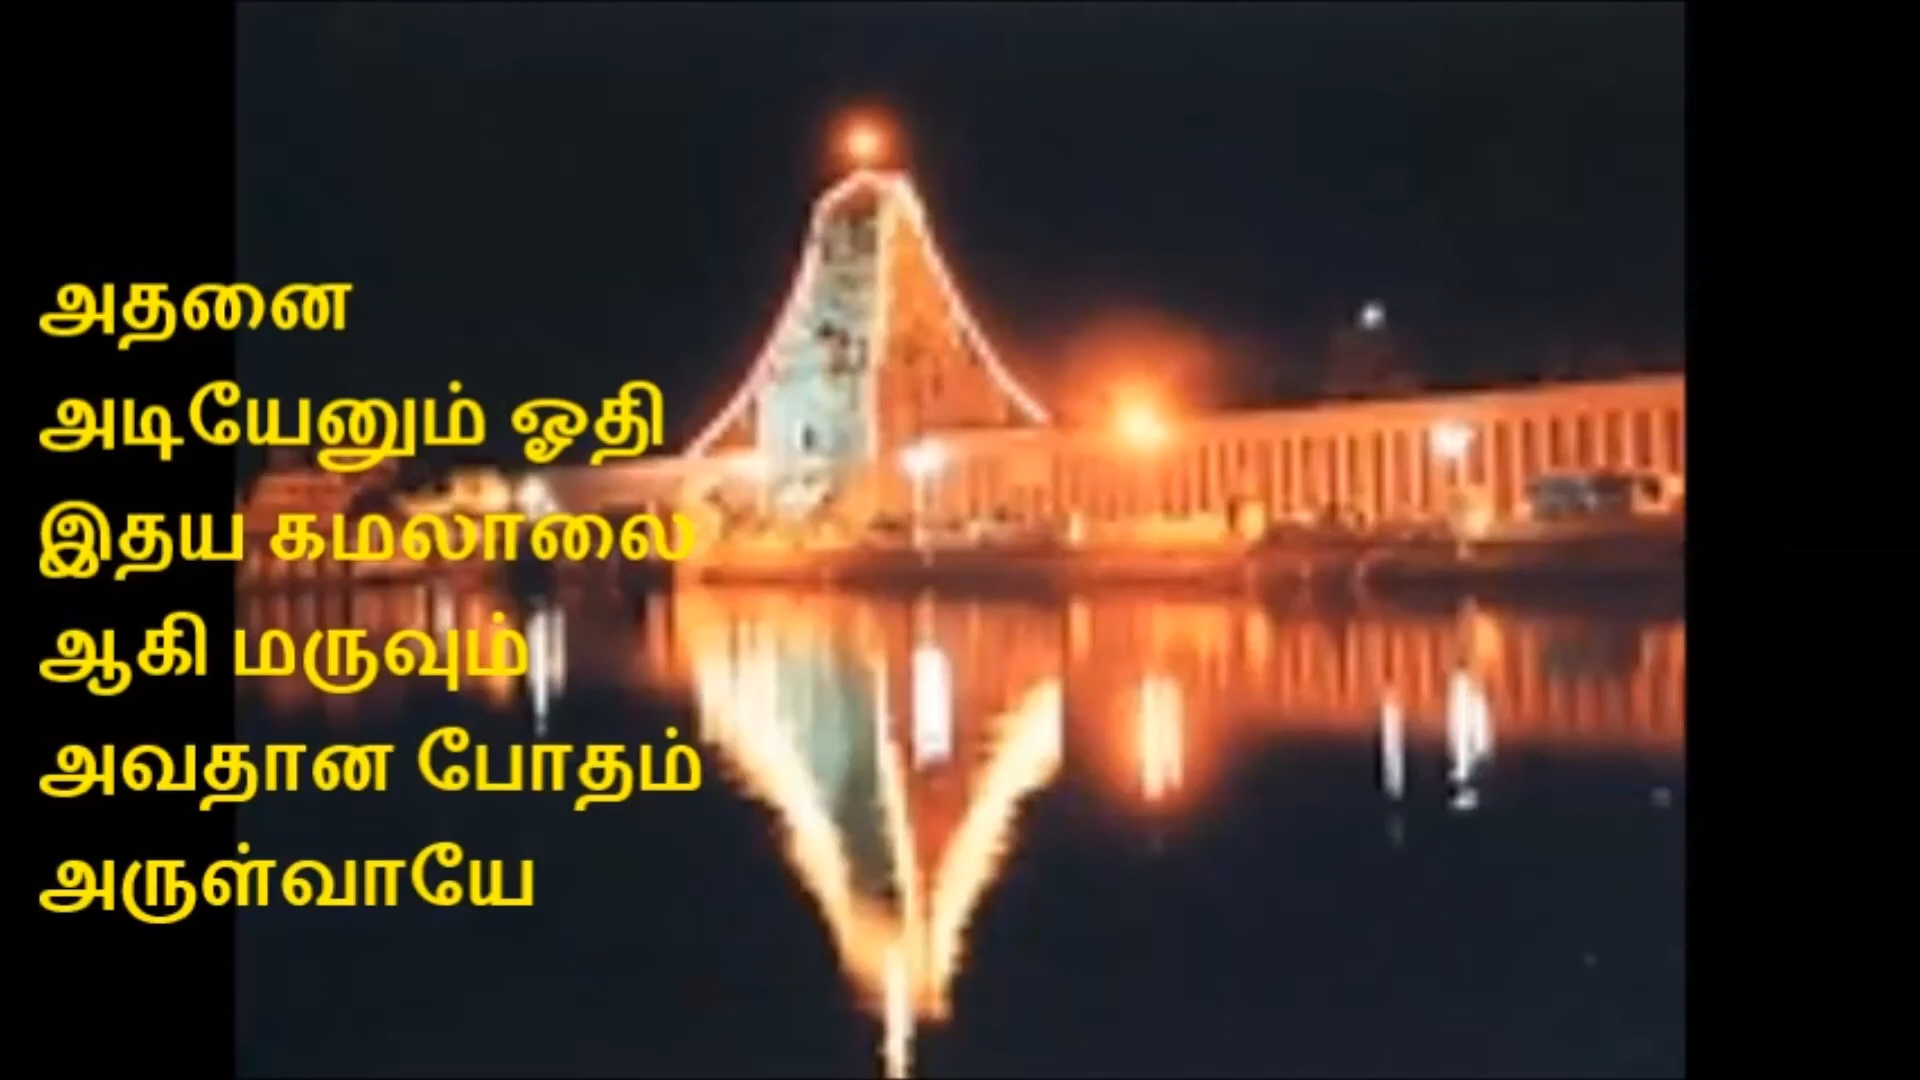 அதனை
அடியேனும் ஓதி
இதய கமலாலை
ஆகி மருவும்
அவதான போதம்
அருள்வாயே